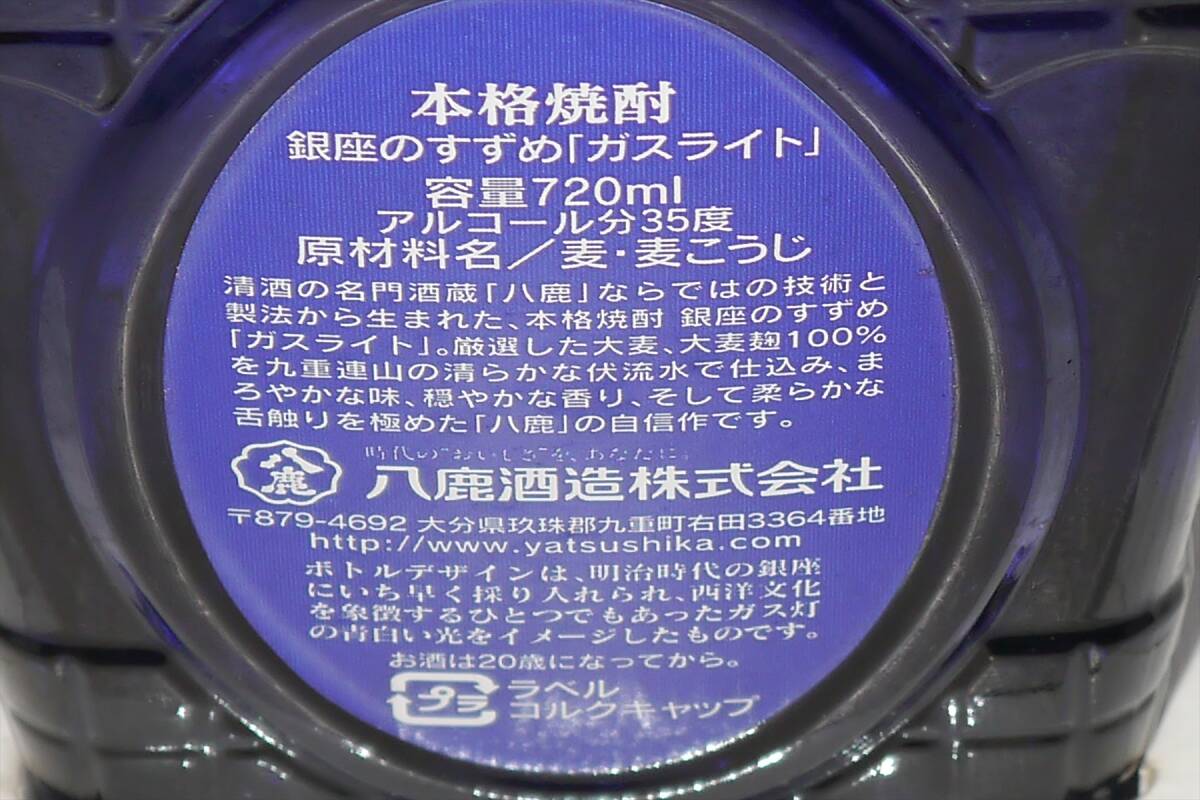 本格焼酎
銀座のすずめ「ガスライト」
容量720ml
アルコール分35度
原材料名／麦・麦こうじ
清酒の名門酒蔵「八鹿」ならではの技術と
製法から生まれた、本格焼酎 銀座のすずめ
「ガスライト」。厳選した大麦、大麦麹100%
を九重連山の清らかな伏流水で仕込み、ま
ろやかな味、穏やかな香り、そして柔らかな
舌触りを極めた「八鹿」の自信作です。
八鹿
時代の"おいしさ"を、あなたに。
八鹿酒造株式会社
〒879-4692 大分県玖珠郡九重町右田3364番地
http://www.yatsushika.com
ボトルデザインは、明治時代の銀座
にいち早く採り入れられ、西洋文化
を象徴するひとつでもあったガス灯
の青白い光をイメージしたものです。
お酒は20歳になってから。
プラ
ラベル
コルクキャップ